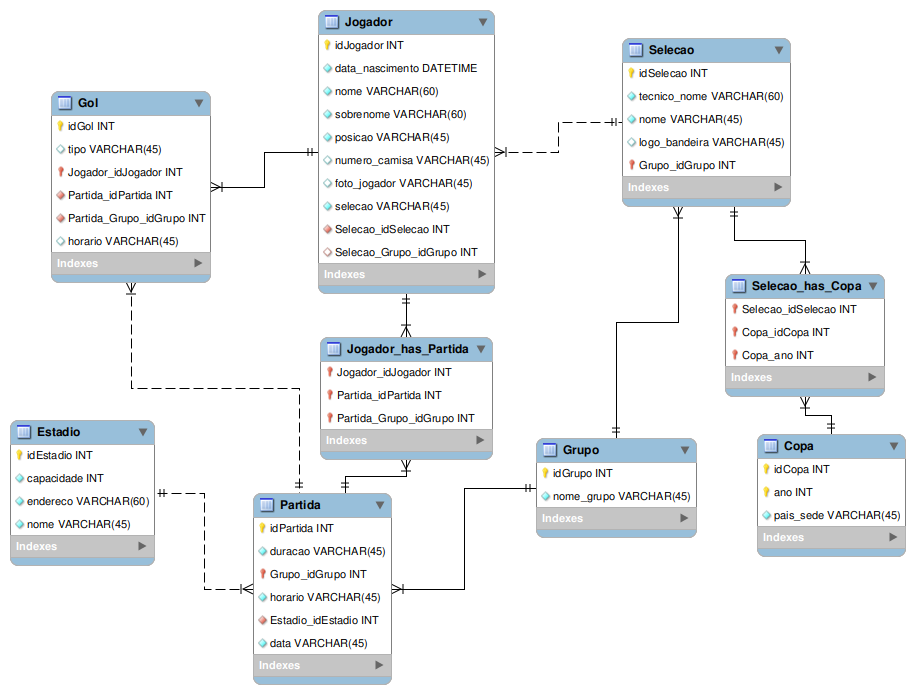 Jogador
idJogador INT
data_nascimento DATETIME
nome VARCHAR(60)
sobrenome VARCHAR(60)
posicao VARCHAR(45)
numero_camisa VARCHAR(45)
foto_jogador VARCHAR(45)
selecao VARCHAR(45)
Selecao_idSelecao INT
Selecao_Grupo_idGrupo INT
Indexes
Selecao
idSelecao INT
tecnico_nome VARCHAR(60)
nome VARCHAR(45)
logo_bandeira VARCHAR(45)
Grupo_idGrupo INT
Indexes
Gol
idGol INT
tipo VARCHAR(45)
Jogador_idJogador INT
Partida_idPartida INT
Partida_Grupo_idGrupo INT
horario VARCHAR(45)
Indexes
Selecao_has_Copa
Selecao_idSelecao INT
Copa_idCopa INT
Copa_ano INT
Indexes
Jogador_has_Partida
Jogador_idJogador INT
Partida_idPartida INT
Partida_Grupo_idGrupo INT
Indexes
Estadio
idEstadio INT
capacidade INT
endereco VARCHAR(60)
nome VARCHAR(45)
Indexes
Grupo
idGrupo INT
nome_grupo VARCHAR(45)
Indexes
Copa
idCopa INT
ano INT
pais_sede VARCHAR(45)
Indexes
Partida
idPartida INT
duracao VARCHAR(45)
Grupo_idGrupo INT
horario VARCHAR(45)
Estadio_idEstadio INT
data VARCHAR(45)
Indexes